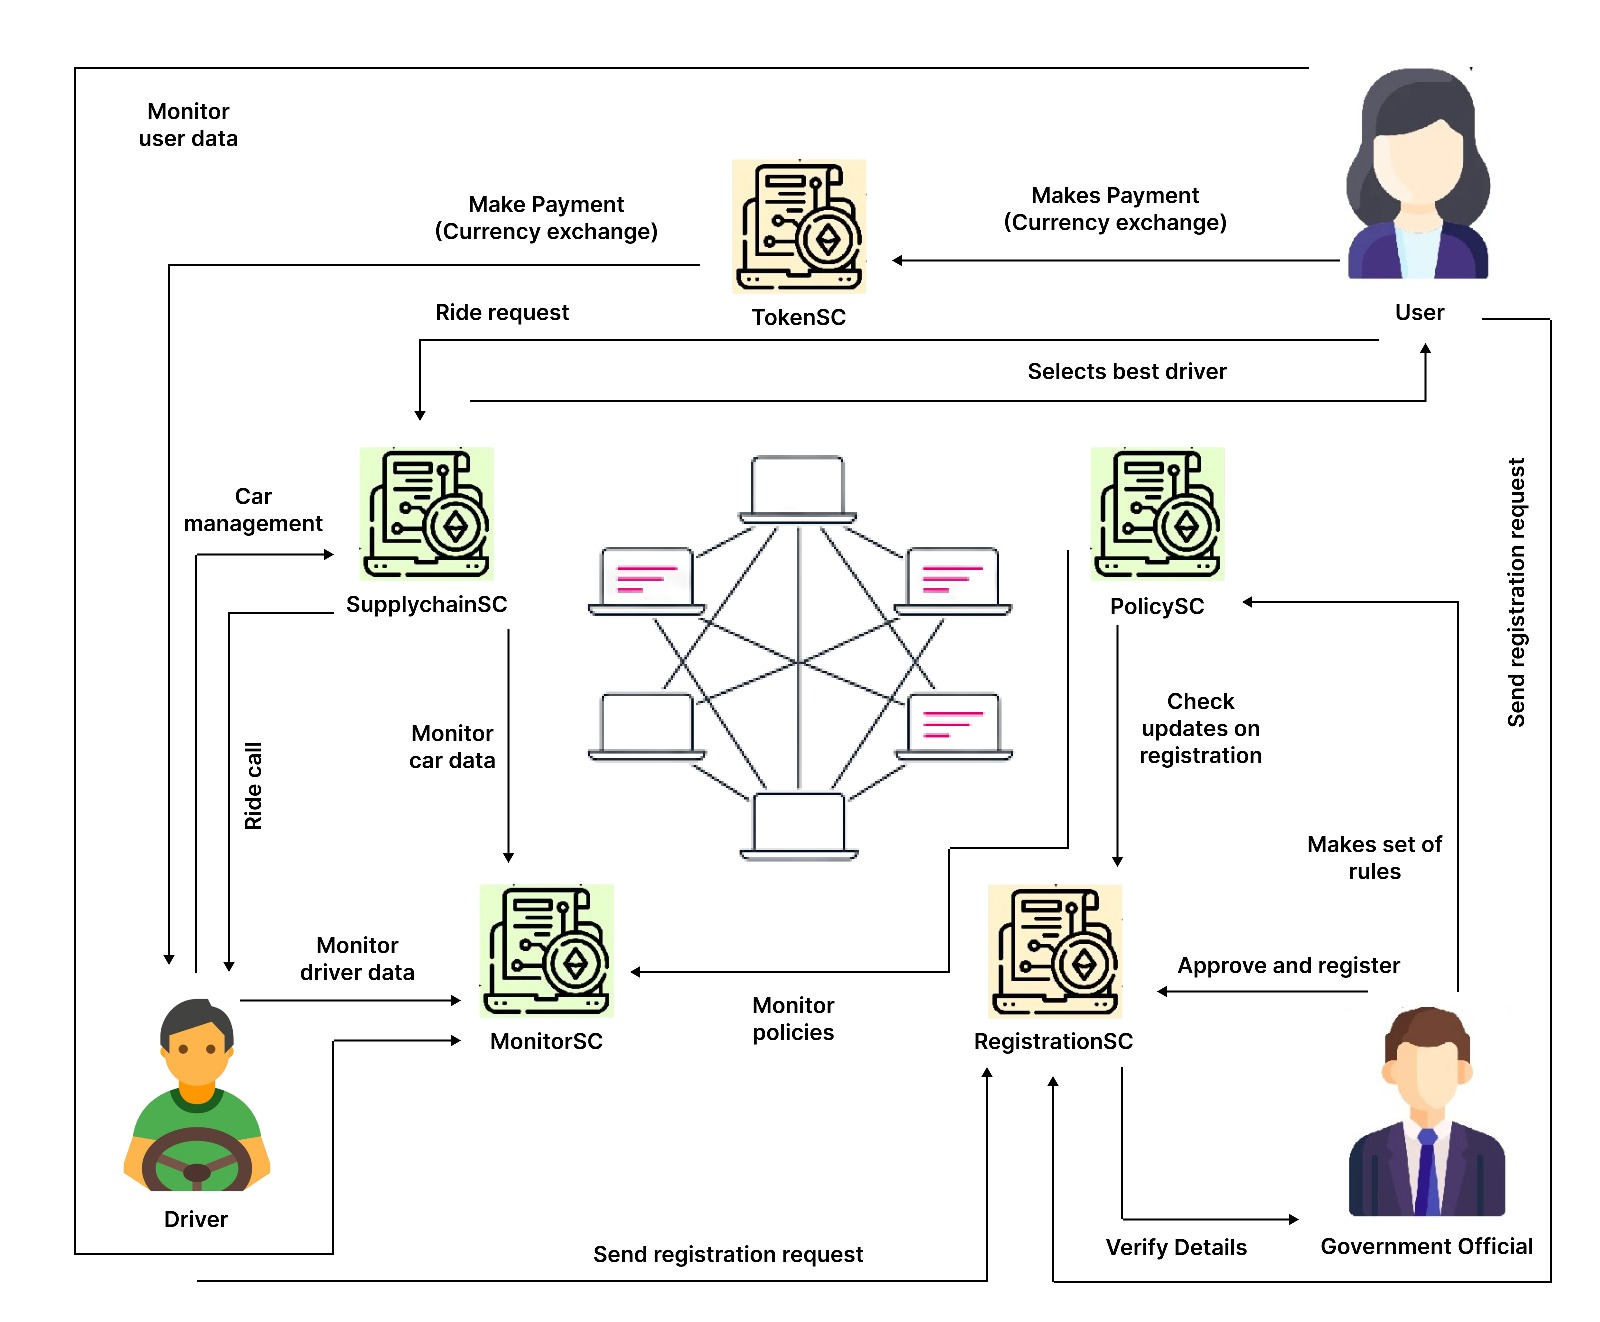 Monitor
user data
Make Payment
(Currency exchange)
Makes Payment
(Currency exchange)
TokenSC
User
Ride request
Selects best driver
Car
management
SupplychainSC
PolicySC
Send registration request
Monitor
car data
Ride call
Check
updates on
registration
Makes set of
rules
Monitor
driver data
Approve and register
Monitor
policies
MonitorSC
RegistrationSC
Driver
Send registration request
Verify Details
Government Official